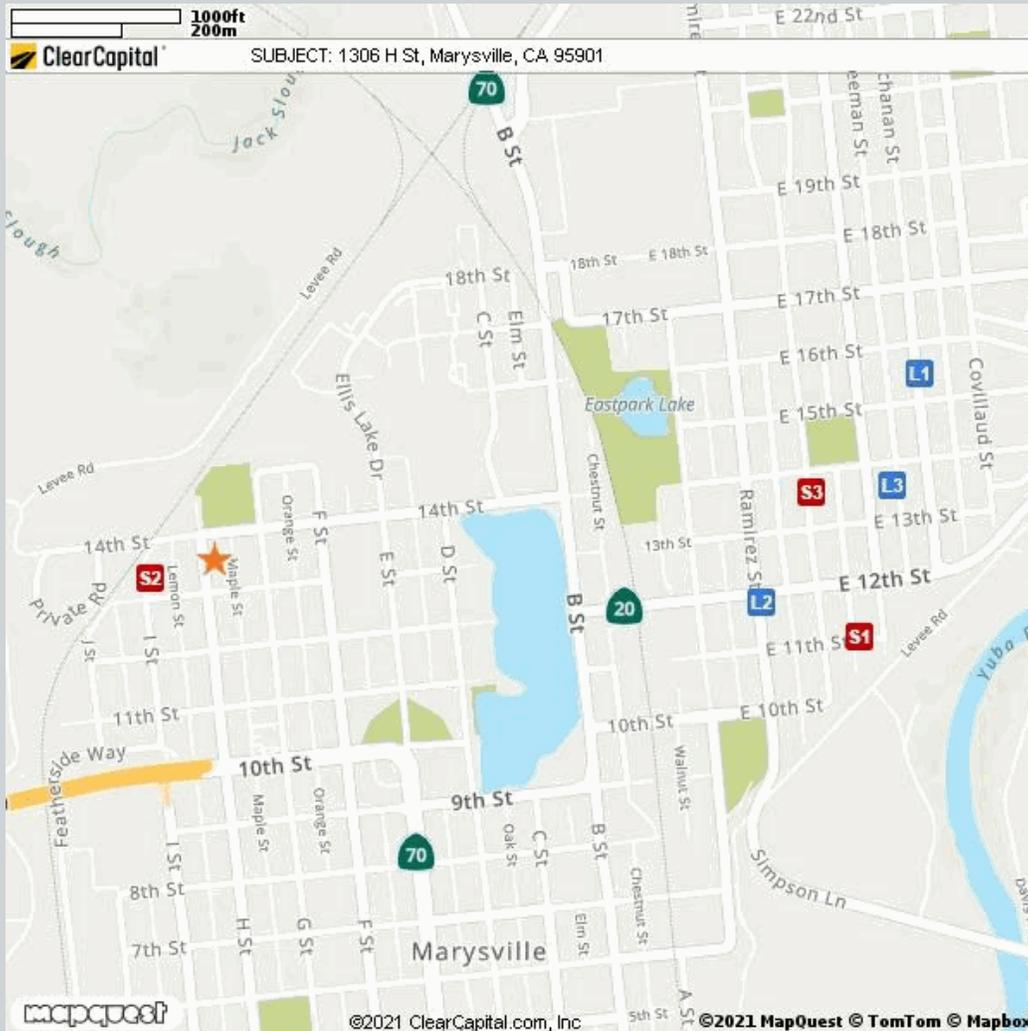 1000ft
200m
E 22nd St
ClearCapital
SUBJECT: 1306 H St, Marysville, CA 95901
70
Jack Slou
B St
eeman St
chanan St
Slough
E 19th St
E 18th St
Levee Rd
18th St
E 18th St
18th St
E 17th St
C St
Elm St
17th St
E 16th St
L1
Covillaud St
Ellis Lake Dr
Eastpark Lake
E 15th St
Levee Rd
Chestnut St
Ramirez St
S3
L3
Orange St
F St
14th St
E 13th St
14th St
13th St
S2
Lemon St
Maple St
E St
D St
E 12th St
Private Rd
B St
20
L2
J St
I St
E 11th St
S1
Levee Rd
Yuba
11th St
10th St
E 10th St
Featherside Way
10th St
Walnut St
9th St
Maple St
Orange St
70
Oak St
C St
B St
I St
8th St
Simpson Ln
Chestnut St
Davis
H St
G St
F St
Elm St
7th St
Marysville
A St
5th St
mapquest
©2021 ClearCapital.com, Inc
©2021 MapQuest © TomTom © Mapbox